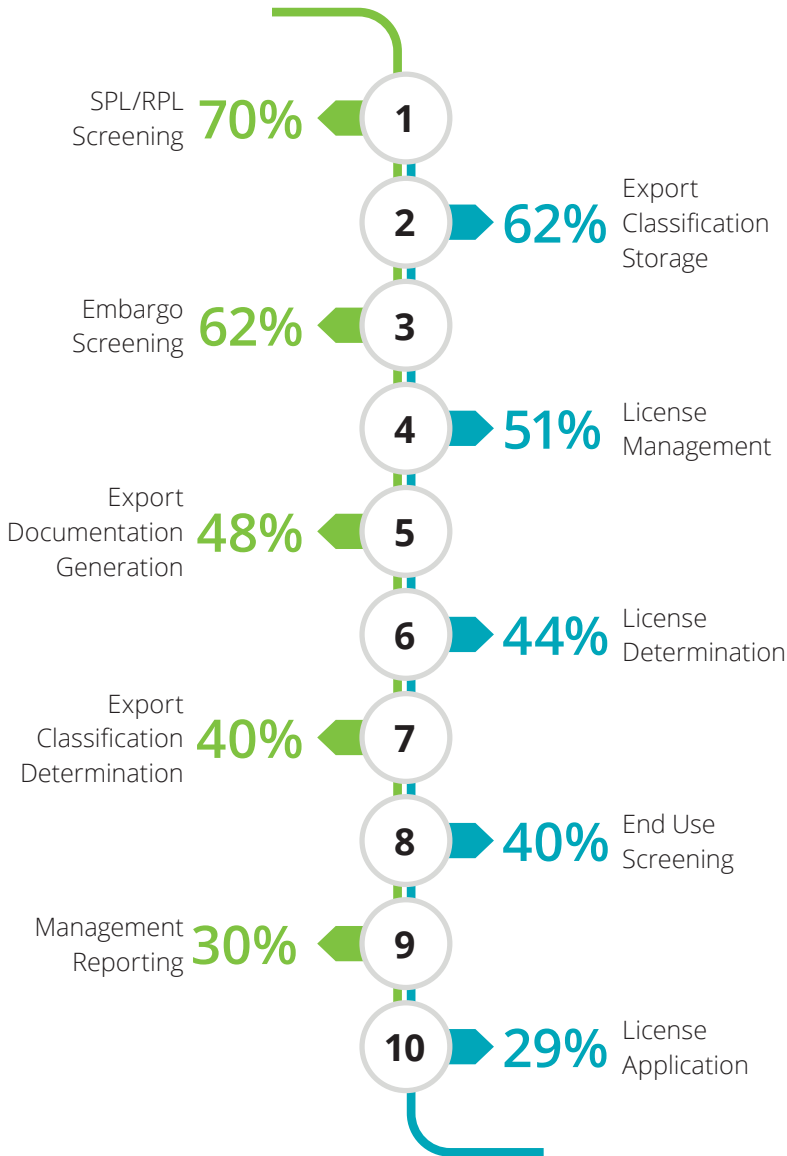 SPL/RPL
Screening
70%
1
2
62%
Export
Classification
Storage
Embargo
Screening
62%
3
4
51%
License
Management
Export
Documentation
Generation
48%
5
6
44%
License
Determination
Export
Classification
Determination
40%
7
8
40%
End Use
Screening
Management
Reporting
30%
9
10
29%
License
Application